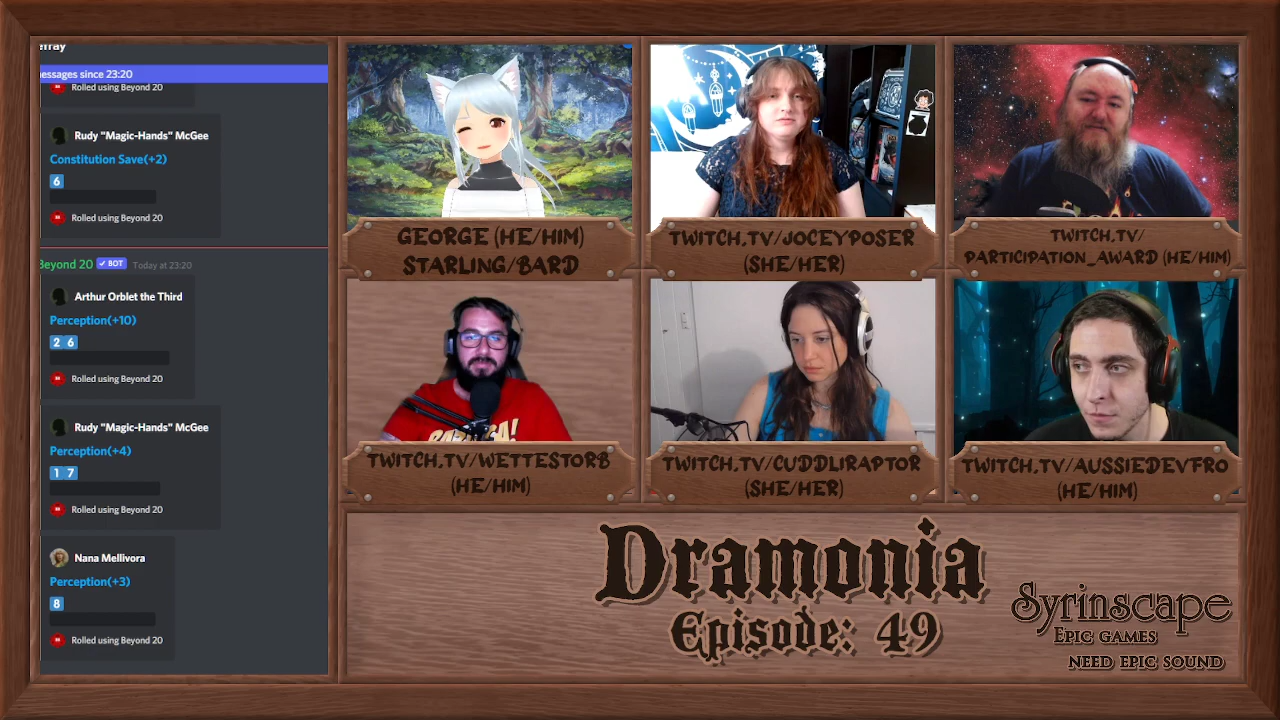 essages since 23:20
Rolled using Beyond 20
Rudy "Magic-Hands" McGee
Constitution Save(+2)
6
Rolled using Beyond 20
Beyond 20 ✓ BOT Today at 23:20
Arthur Orblet the Third
Perception(+10)
2 6
Rolled using Beyond 20
Rudy "Magic-Hands" McGee
Perception(+4)
1 7
Rolled using Beyond 20
Nana Mellivora
Perception(+3)
8
Rolled using Beyond 20
GEORGE (HE/HIM)
STARLING/BARD
TWITCH.TV/JOCEYPOSER
(SHE/HER)
TWITCH.TV/
PARTICIPATION_AWARD (HE/HIM)
TWITCH.TV/WETTESTORB
(HE/HIM)
TWITCH.TV/CUDDLIRAPTOR
(SHE/HER)
TWITCH.TV/AUSSIEDEVFRO
(HE/HIM)
Dramonia
Episode: 49
Syrinscape
EPIC GAMES
NEED EPIC SOUND